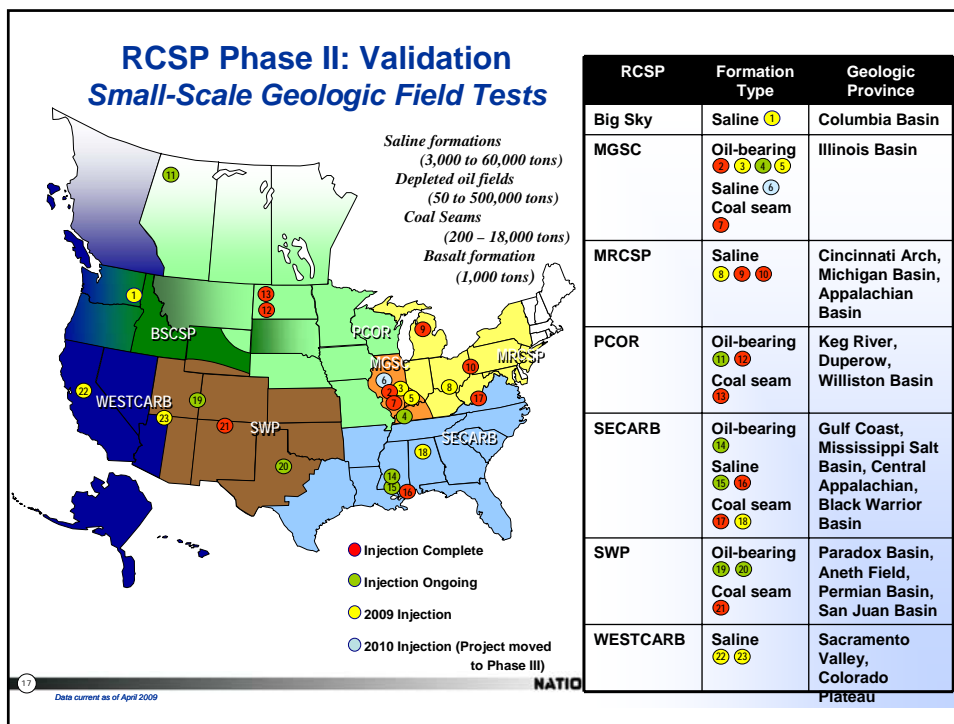 RCSP Phase II: Validation
Small-Scale Geologic Field Tests
Saline formations
(3,000 to 60,000 tons)
Depleted oil fields
(50 to 500,000 tons)
Coal Seams
(200 – 18,000 tons)
Basalt formation
(1,000 tons)
11
13
12
1
BSCSP
PCOR
9
MGSC
MRCSP
10
6
2
3
5
8
7
17
4
22
WESTCARB
19
23
21
SWP
SECARB
18
20
14
15
16
Injection Complete
Injection Ongoing
2009 Injection
2010 Injection (Project moved
to Phase III)
17
Data current as of April 2009
NATIO
RCSP Formation Type Geologic Province
Big Sky Saline 1 Columbia Basin
MGSC Oil-bearing Illinois Basin
2 3 4 5
Saline 6
Coal seam
7
MRCSP Saline Cincinnati Arch,
8 9 10 Michigan Basin,
Appalachian
Basin
PCOR Oil-bearing Keg River,
11 12 Duperow,
Coal seam Williston Basin
13
SECARB Oil-bearing Gulf Coast,
14 Mississippi Salt
Saline Basin, Central
15 16 Appalachian,
Coal seam Black Warrior
17 18 Basin
SWP Oil-bearing Paradox Basin,
19 20 Aneth Field,
Coal seam Permian Basin,
21 San Juan Basin
WESTCARB Saline Sacramento
22 23 Valley,
Colorado
Plateau